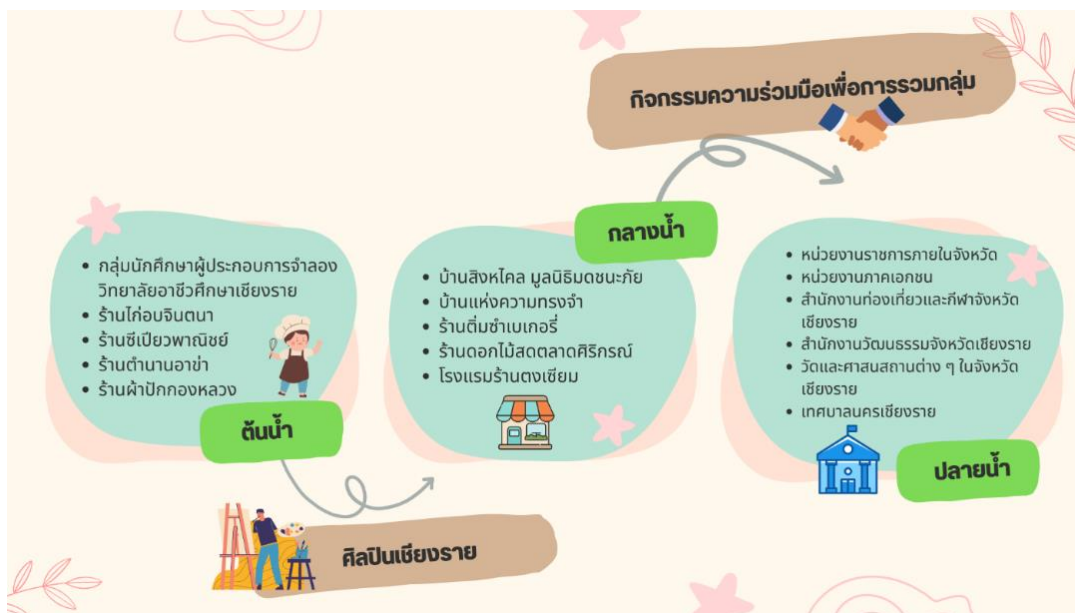 กิจกรรมความร่วมมือเพื่อการรวมกลุ่ม
• กลุ่มนักศึกษาผู้ประกอบการจำลอง
วิทยาลัยอาชีวศึกษาเชียงราย
• ร้านไก่อบจินตนา
• ร้านซีเปียวพาณิชย์
• ร้านตำนานอาข่า
• ร้านผ้าปักกองหลวง
ต้นน้ำ
กลางน้ำ
• บ้านสิงหไคล มูลนิธิมดชนะภัย
• บ้านแห่งความทรงจำ
• ร้านติ่มซำเบเกอรี่
• ร้านดอกไม้สดตลาดศิริกรณ์
• โรงแรมร้านตงเซียม
• หน่วยงานราชการภายในจังหวัด
• หน่วยงานภาคเอกชน
• สำนักงานท่องเที่ยวและกีฬาจังหวัด
เชียงราย
• สำนักงานวัฒนธรรมจังหวัดเชียงราย
• วัดและศาสนสถานต่าง ๆ ในจังหวัด
เชียงราย
• เทศบาลนครเชียงราย
ปลายน้ำ
ศิลปินเชียงราย